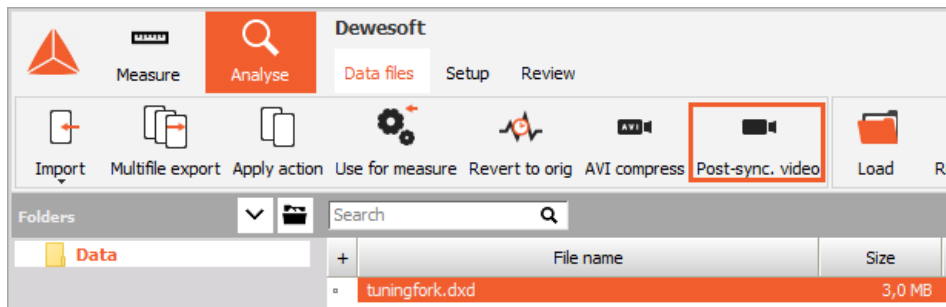 Dewesoft
Measure
Analyse
Data files
Setup
Review
Import
Multifile export
Apply action
Use for measure
Revert to orig
AVI
AVI compress
Post-sync. video
Load
R
Folders
Search
Data
+
File name
Size
tuningfork.dxd
3,0 MB